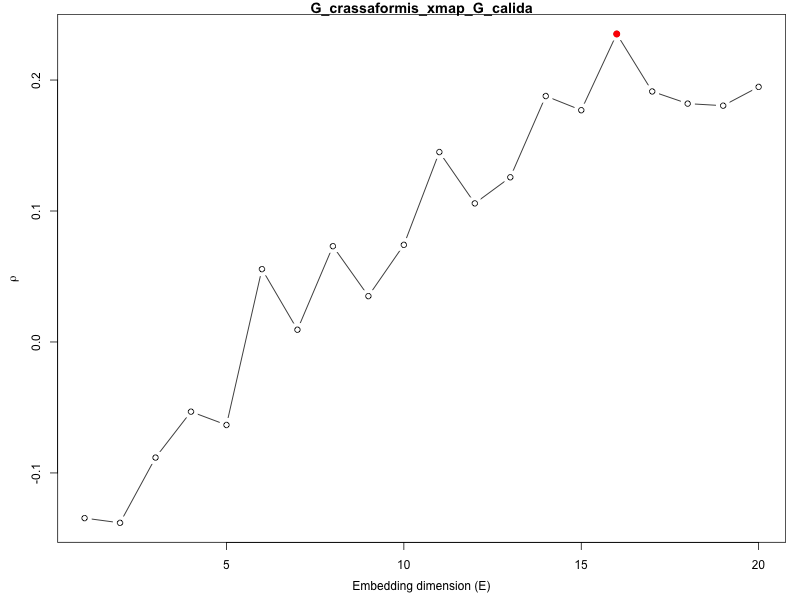 G_crassaformis_xmap_G_calida
0.2
0.1
0.0
-0.1
ρ
5 10 15 20
Embedding dimension (E)